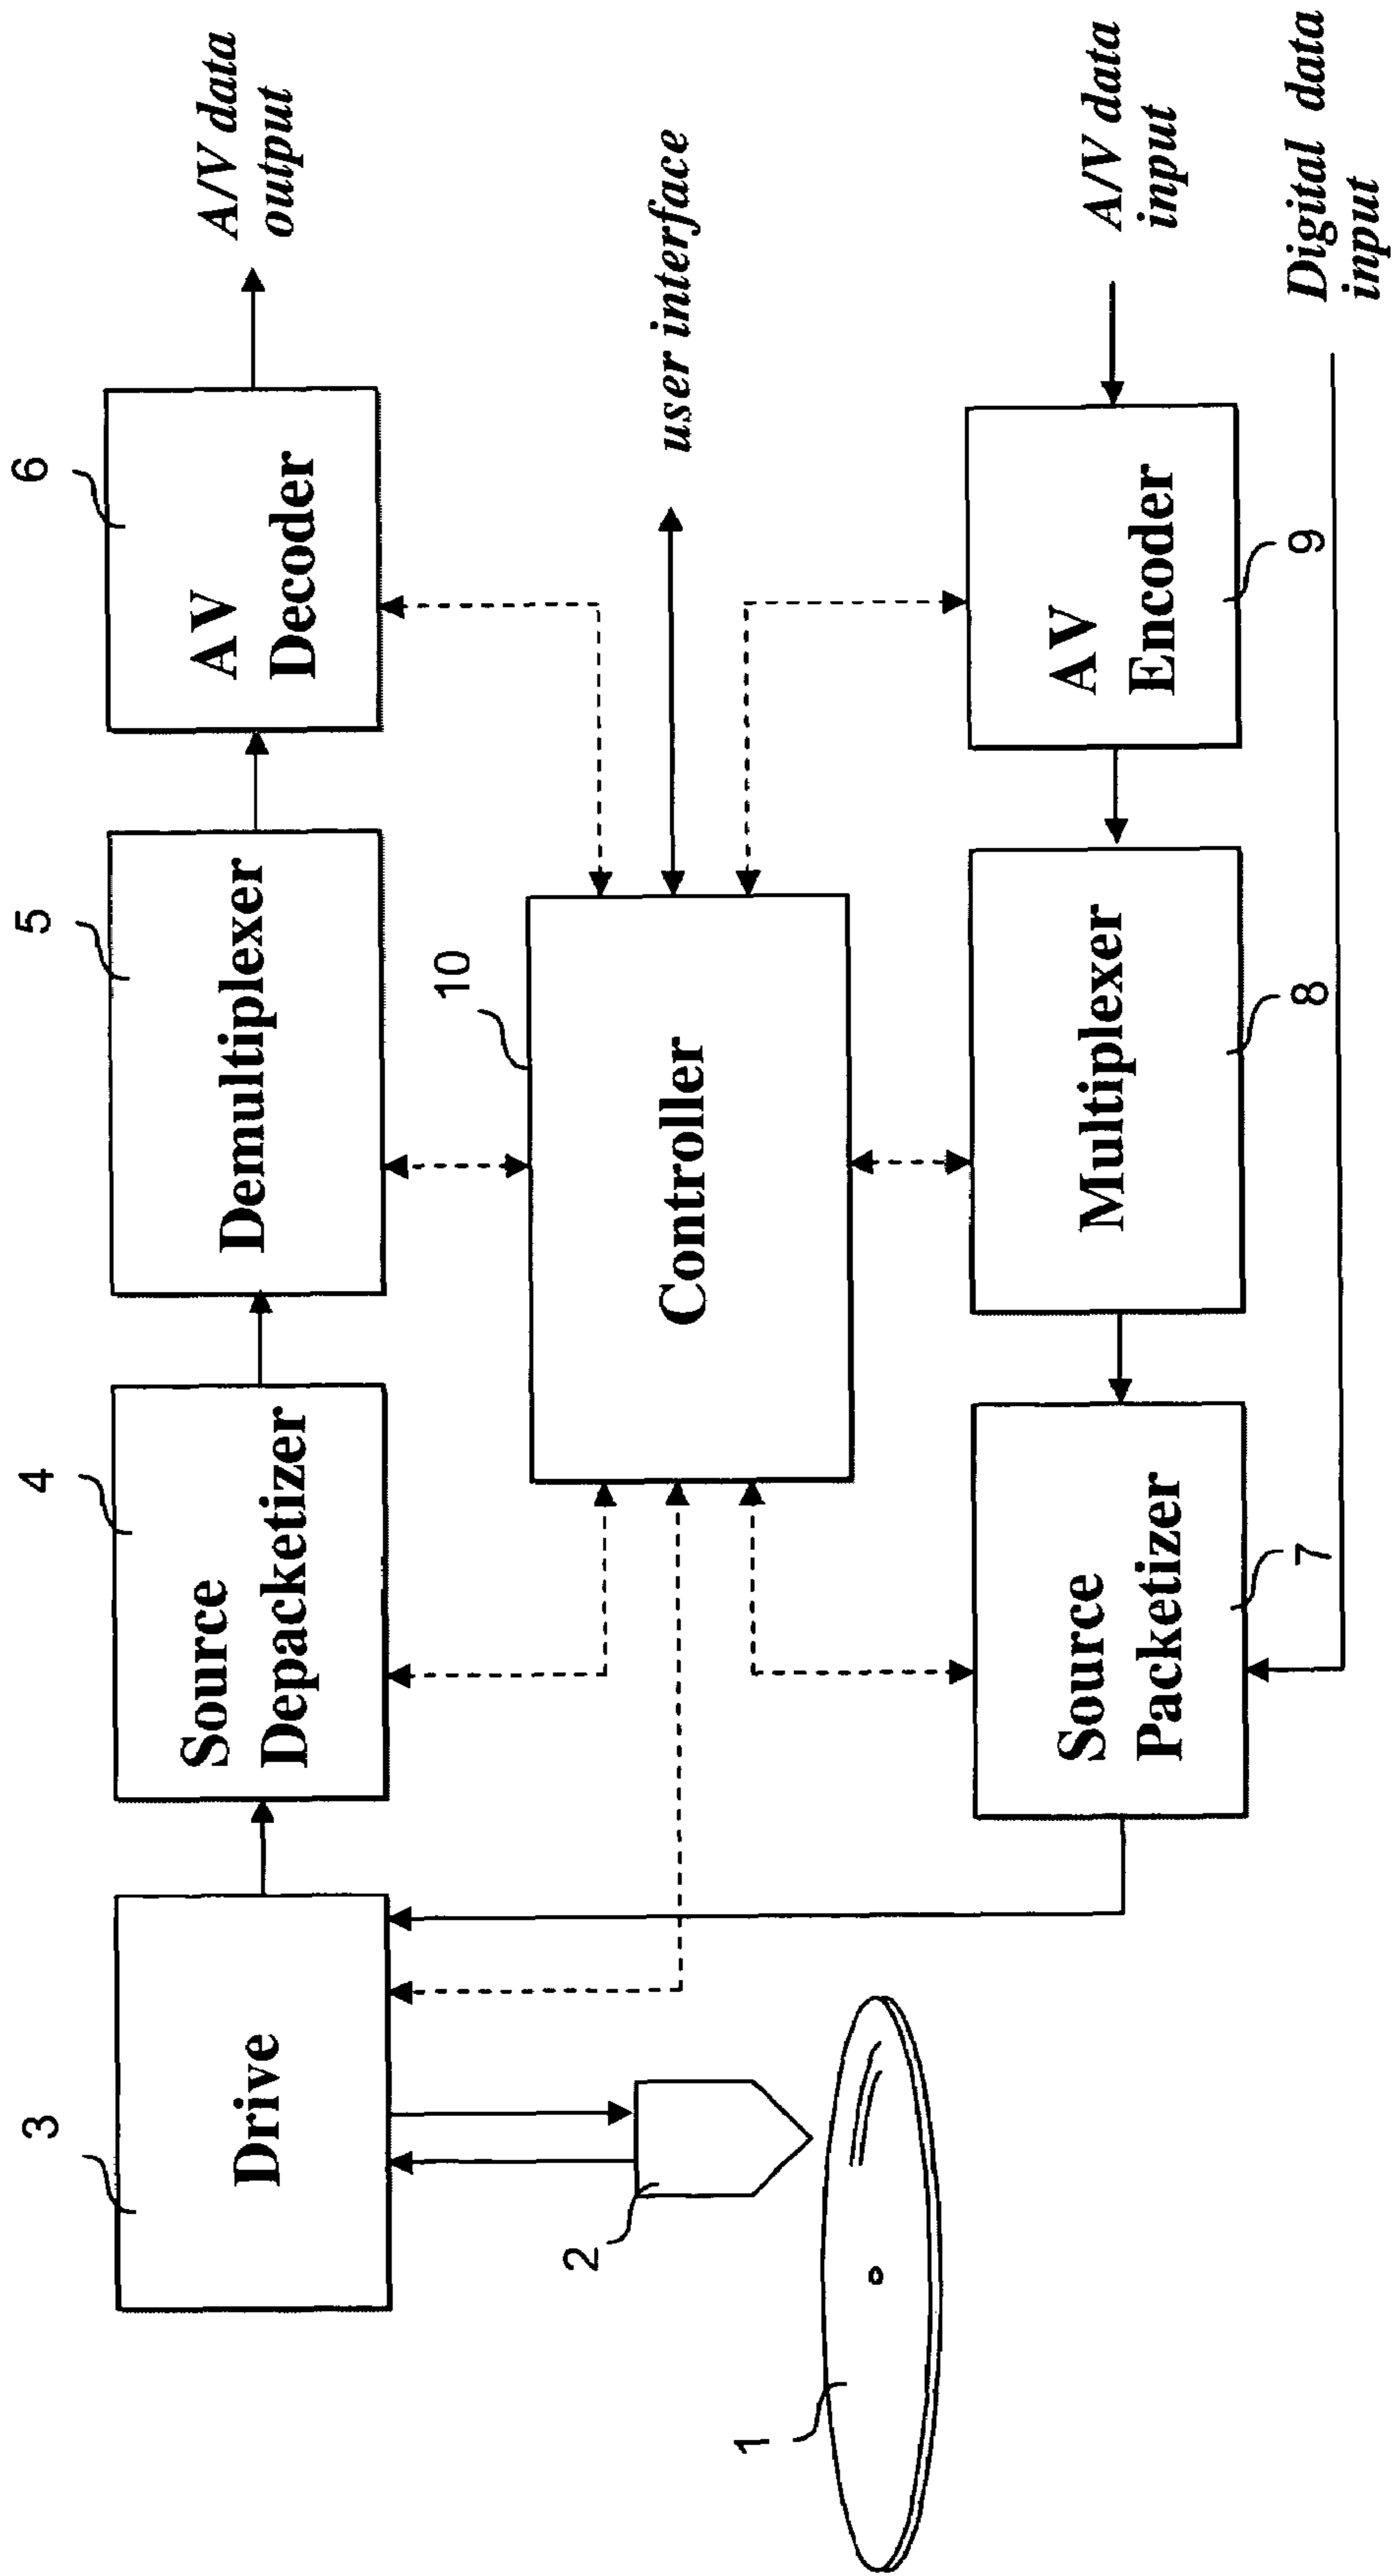 3
Drive
4
Source
Depacketizer
5
Demultiplexer
6
AV
Decoder
A/V data
output
2
1
10
Controller
user interface
Source
Packetizer
7
Multiplexer
8
AV
Encoder
9
A/V data
input
Digital data
input